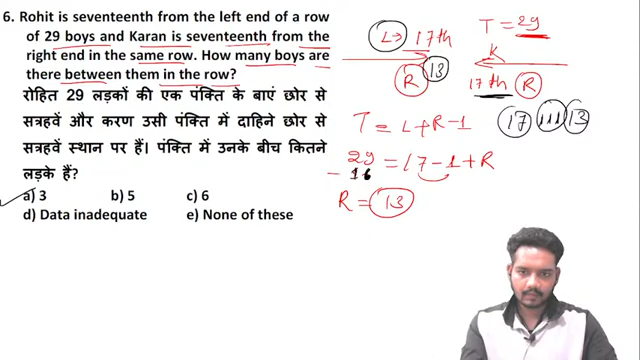 6. Rohit is seventeenth from the left end of a row
of 29 boys and Karan is seventeenth from the
right end in the same row. How many boys are
there between them in the row?
रोहित 29 लड़कों की एक पंक्ति के बाएं छोर से
सत्रहवें और करण उसी पंक्ति में दाहिने छोर से
सत्रहवें स्थान पर हैं। पंक्ति में उनके बीच कितने
लड़के हैं?
a) 3 b) 5 c) 6
d) Data inadequate e) None of these
L→ 17th
R 13
T = 29
K
17th R
T = L+R-1
17 111 13
29 = 17 - 1 + R
- 16
R = 13